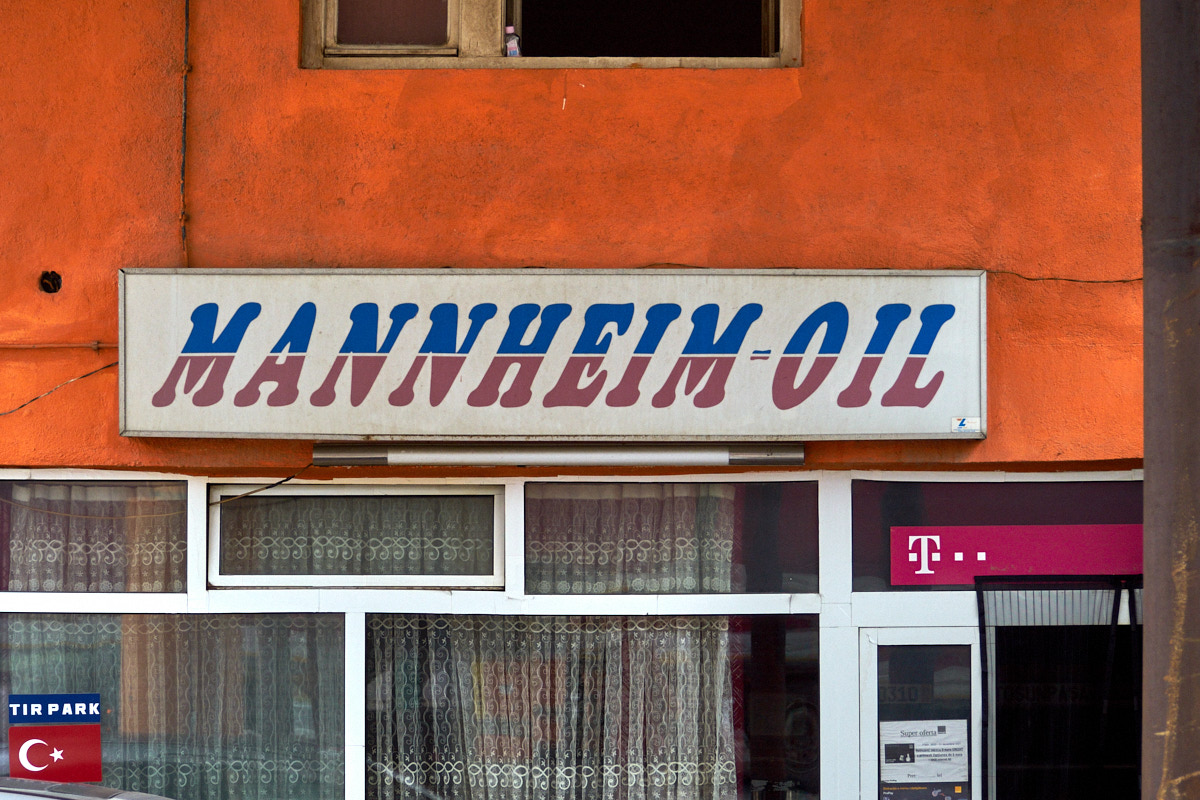 MANNHEIM-OIL
T
TIR PARK
Super oferta